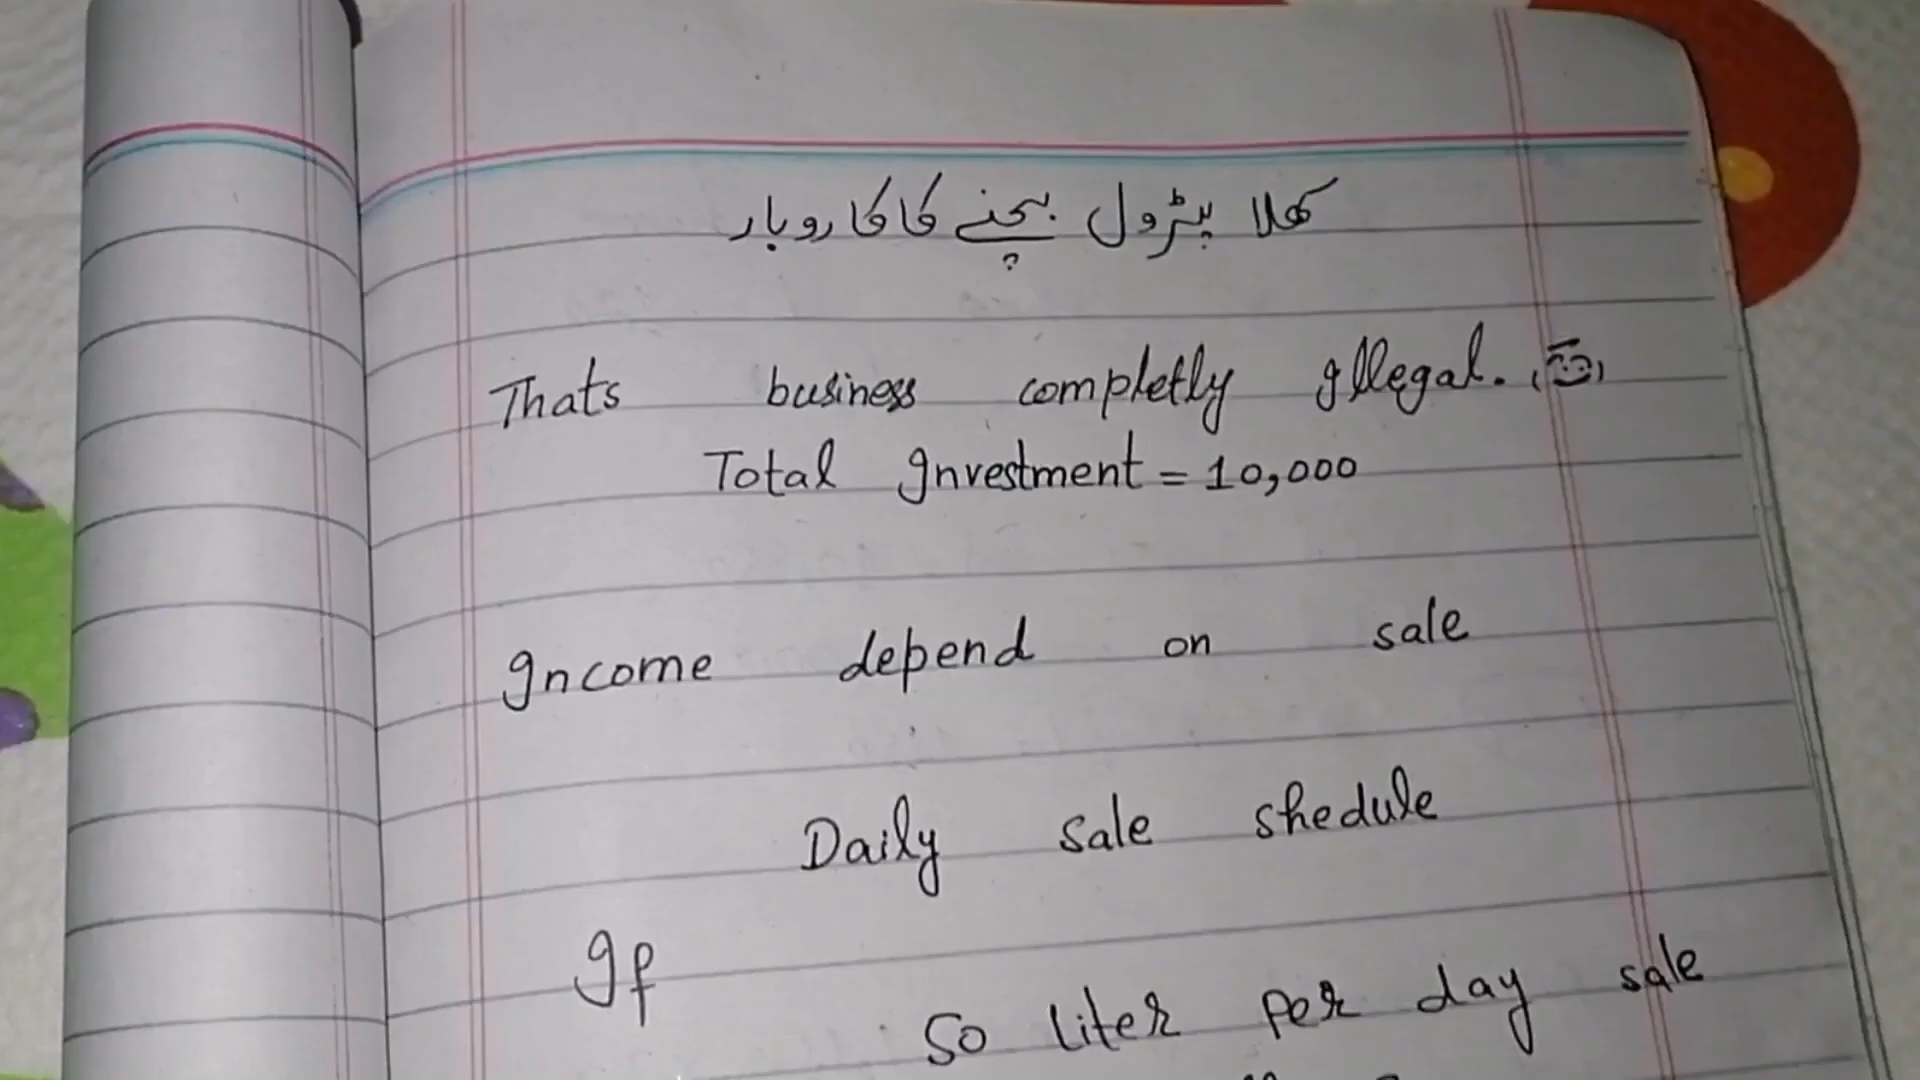 کھلا پیٹرول بیچنے کا کاروبار
Thats business completly Illegal.
Total Investment = 10,000
Income depend on sale
Daily sale shedule
If
50 liter per day sale